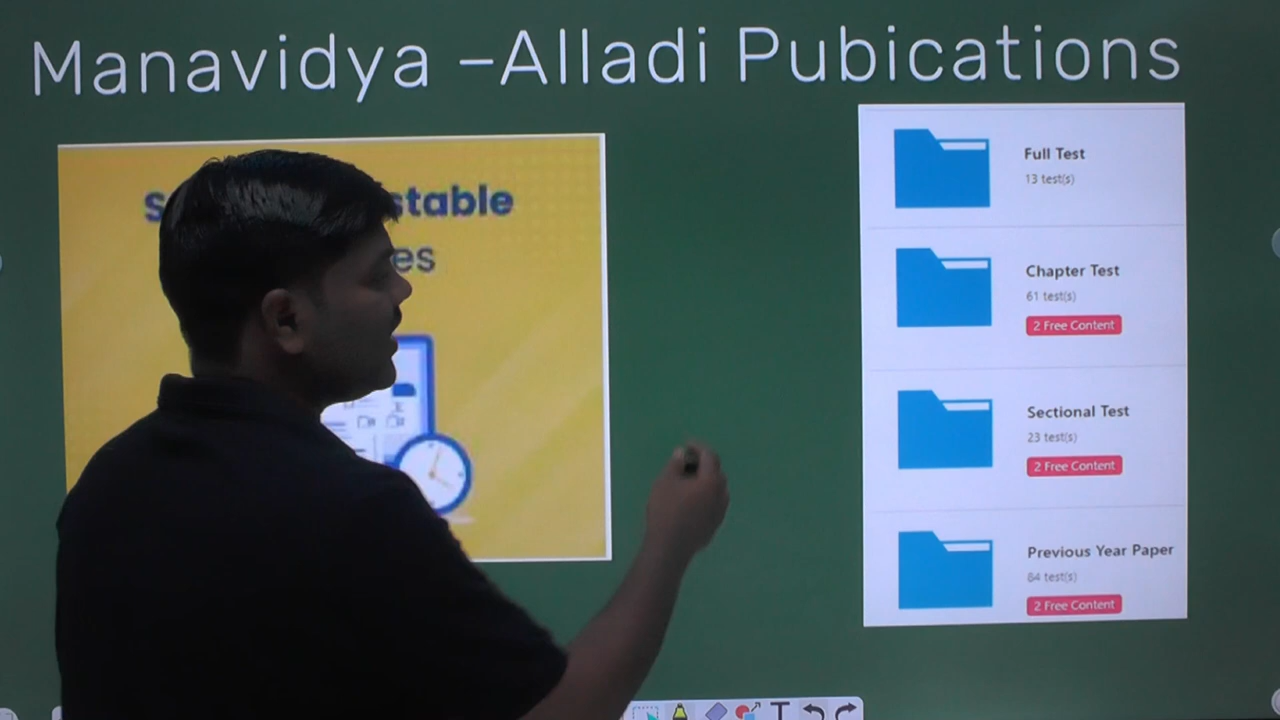 Manavidya –Alladi Pubications
stable
es
Full Test
13 test(s)
Chapter Test
61 test(s)
2 Free Content
Sectional Test
23 test(s)
2 Free Content
Previous Year Paper
84 test(s)
2 Free Content
T